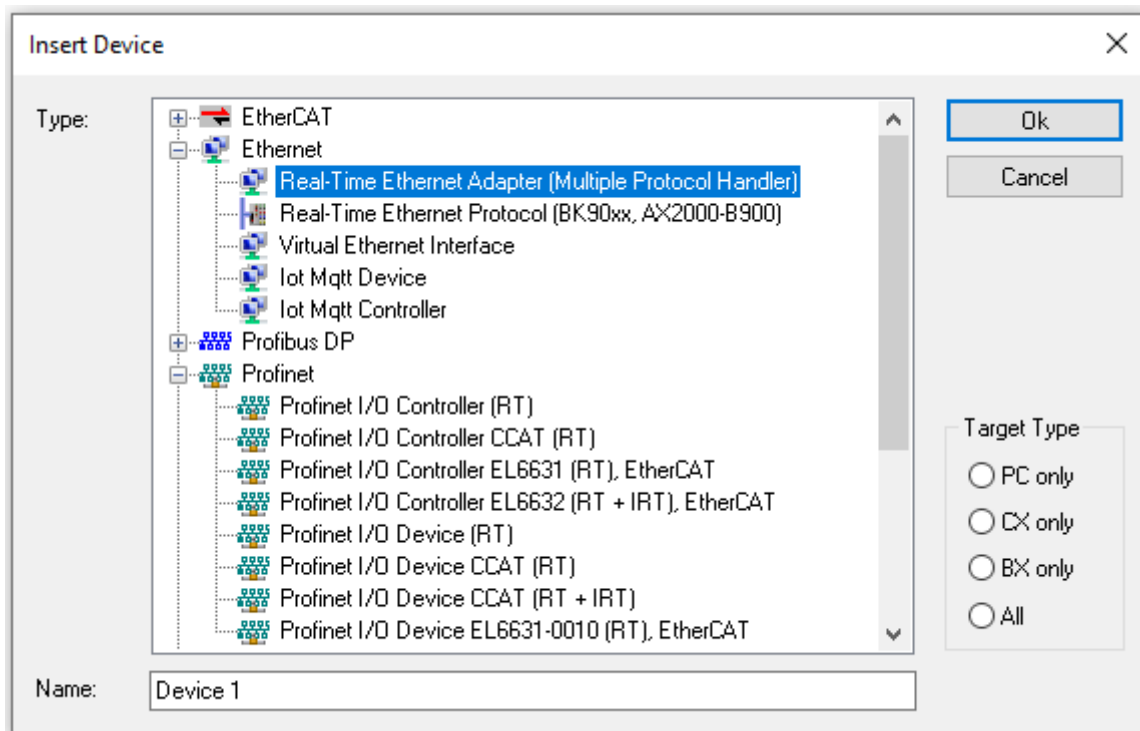 Insert Device
Type:
EtherCAT
Ethernet
Real-Time Ethernet Adapter (Multiple Protocol Handler)
Real-Time Ethernet Protocol (BK90xx, AX2000-B900)
Virtual Ethernet Interface
Iot Mqtt Device
Iot Mqtt Controller
Profibus DP
Profinet
Profinet I/O Controller (RT)
Profinet I/O Controller CCAT (RT)
Profinet I/O Controller EL6631 (RT), EtherCAT
Profinet I/O Controller EL6632 (RT + IRT), EtherCAT
Profinet I/O Device (RT)
Profinet I/O Device CCAT (RT)
Profinet I/O Device CCAT (RT + IRT)
Profinet I/O Device EL6631-0010 (RT), EtherCAT
Ok
Cancel
Target Type
PC only
CX only
BX only
All
Name:
Device 1